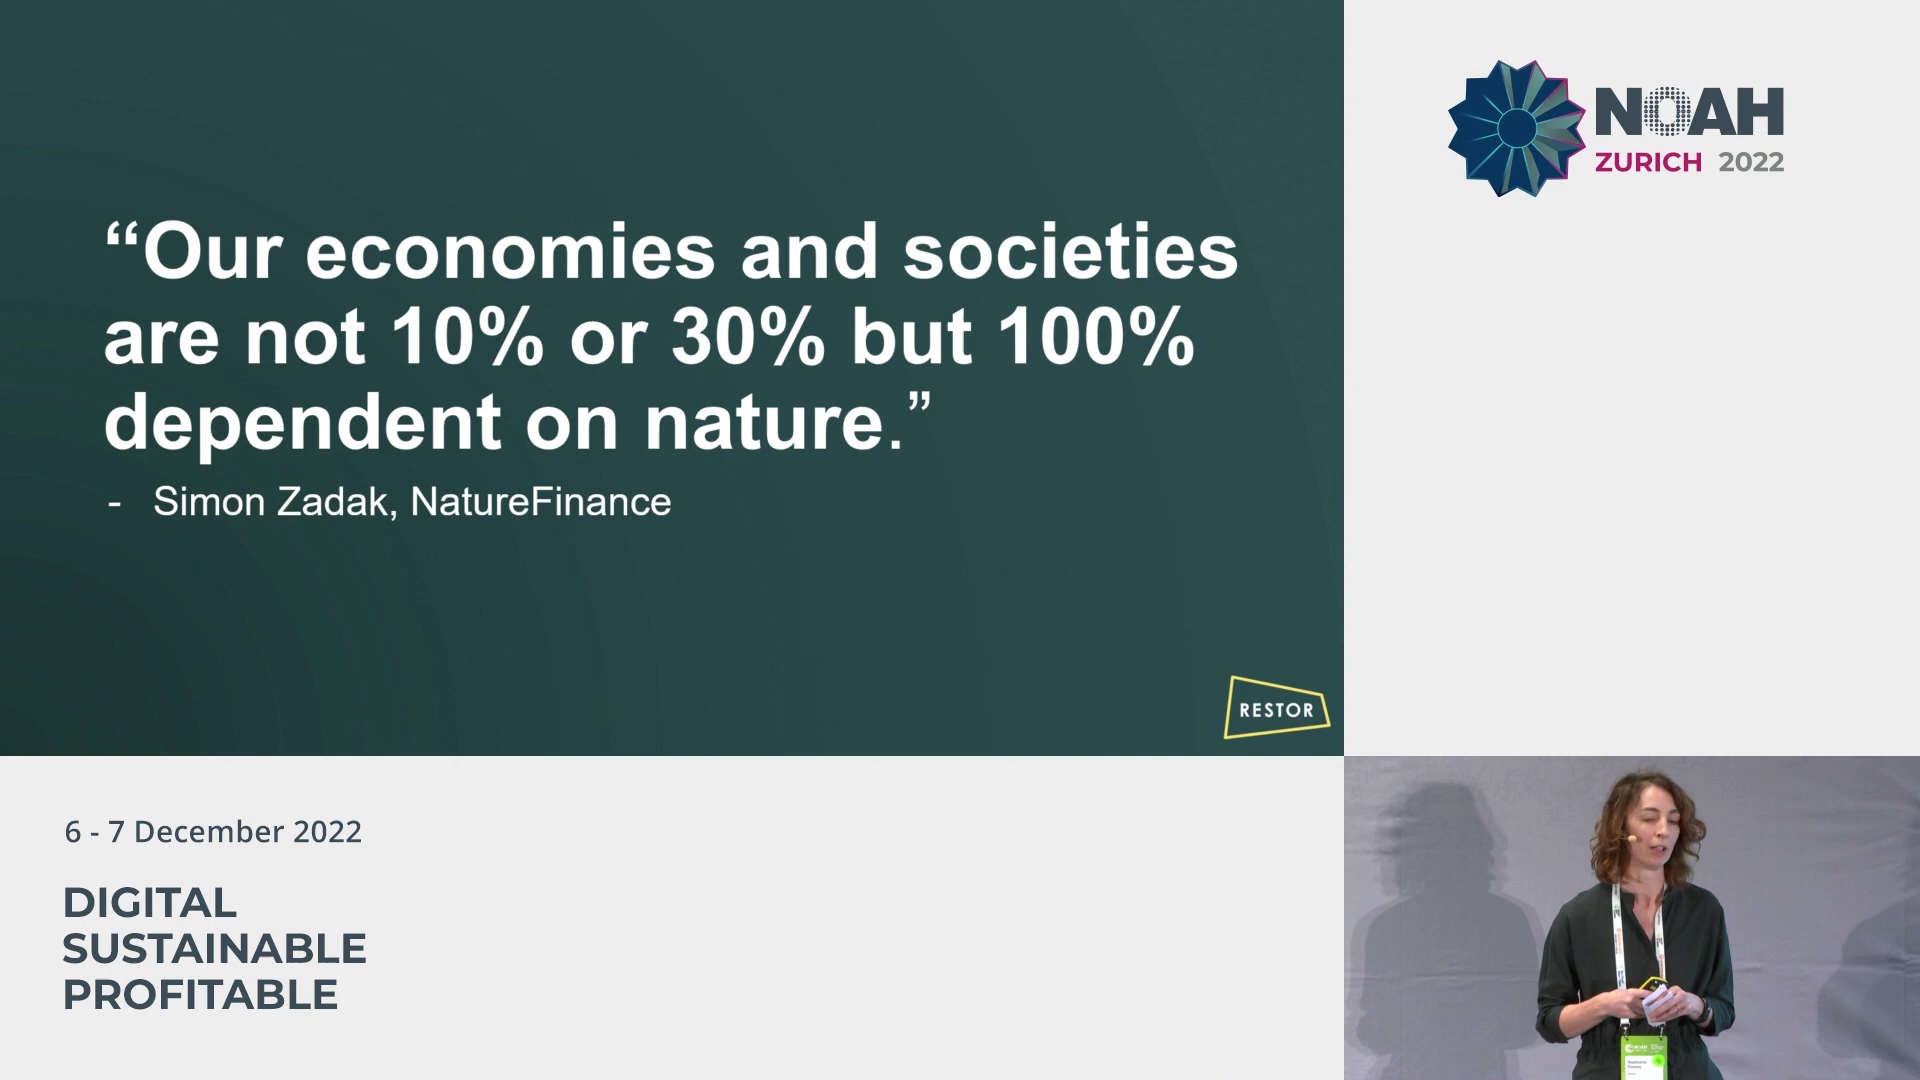 “Our economies and societies
are not 10% or 30% but 100%
dependent on nature.”
- Simon Zadak, NatureFinance
RESTOR
NOAH
ZURICH 2022
6 - 7 December 2022
DIGITAL
SUSTAINABLE
PROFITABLE